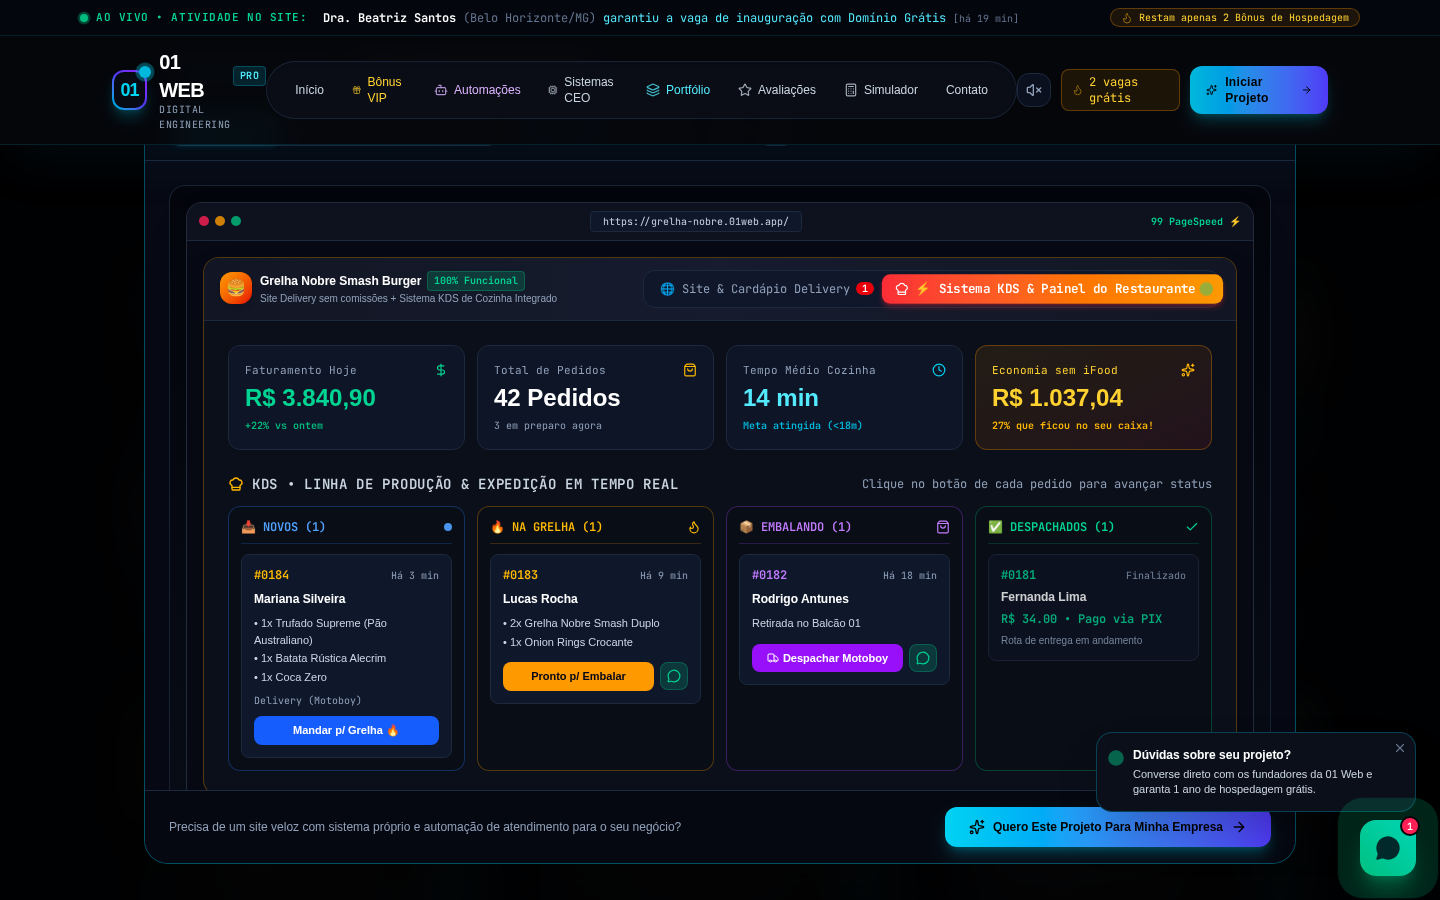 AO VIVO • ATIVIDADE NO SITE: Dra. Beatriz Santos (Belo Horizonte/MG) garantiu a vaga de inauguração com Domínio Grátis [há 19 min]
Restam apenas 2 Bônus de Hospedagem
01
01 WEB
PRO
DIGITAL ENGINEERING
Início
Bônus VIP
Automações
Sistemas CEO
Portfólio
Avaliações
Simulador
Contato
2 vagas grátis
Iniciar Projeto
https://grelha-nobre.01web.app/
99 PageSpeed ⚡
Grelha Nobre Smash Burger 100% Funcional
Site Delivery sem comissões + Sistema KDS de Cozinha Integrado
🌐 Site & Cardápio Delivery 1
⚡ Sistema KDS & Painel do Restaurante
Faturamento Hoje
R$ 3.840,90
+22% vs ontem
Total de Pedidos
42 Pedidos
3 em preparo agora
Tempo Médio Cozinha
14 min
Meta atingida (<18m)
Economia sem iFood
R$ 1.037,04
27% que ficou no seu caixa!
KDS • LINHA DE PRODUÇÃO & EXPEDIÇÃO EM TEMPO REAL
Clique no botão de cada pedido para avançar status
📥 NOVOS (1)
#0184 Há 3 min
Mariana Silveira
• 1x Trufado Supreme (Pão
Australiano)
• 1x Batata Rústica Alecrim
• 1x Coca Zero
Delivery (Motoboy)
Mandar p/ Grelha 🔥
🔥 NA GRELHA (1)
#0183 Há 9 min
Lucas Rocha
• 2x Grelha Nobre Smash Duplo
• 1x Onion Rings Crocante
Pronto p/ Embalar
📦 EMBALANDO (1)
#0182 Há 18 min
Rodrigo Antunes
Retirada no Balcão 01
Despachar Motoboy
✅ DESPACHADOS (1)
#0181 Finalizado
Fernanda Lima
R$ 34.00 • Pago via PIX
Rota de entrega em andamento
Dúvidas sobre seu projeto?
Converse direto com os fundadores da 01 Web e
garanta 1 ano de hospedagem grátis.
Precisa de um site veloz com sistema próprio e automação de atendimento para o seu negócio?
Quero Este Projeto Para Minha Empresa
1